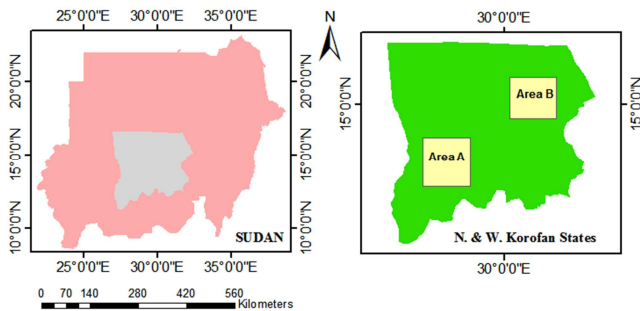 25°0'0"E 30°0'0"E 35°0'0"E
N
30°0'0"E
20°0'0"N
15°0'0"N
10°0'0"N
SUDAN
20°0'0"N
15°0'0"N
10°0'0"N
25°0'0"E 30°0'0"E 35°0'0"E
0 70 140 280 420 560
Kilometers
15°0'0"N
Area B
Area A
N. & W. Korofan States
15°0'0"N
30°0'0"E